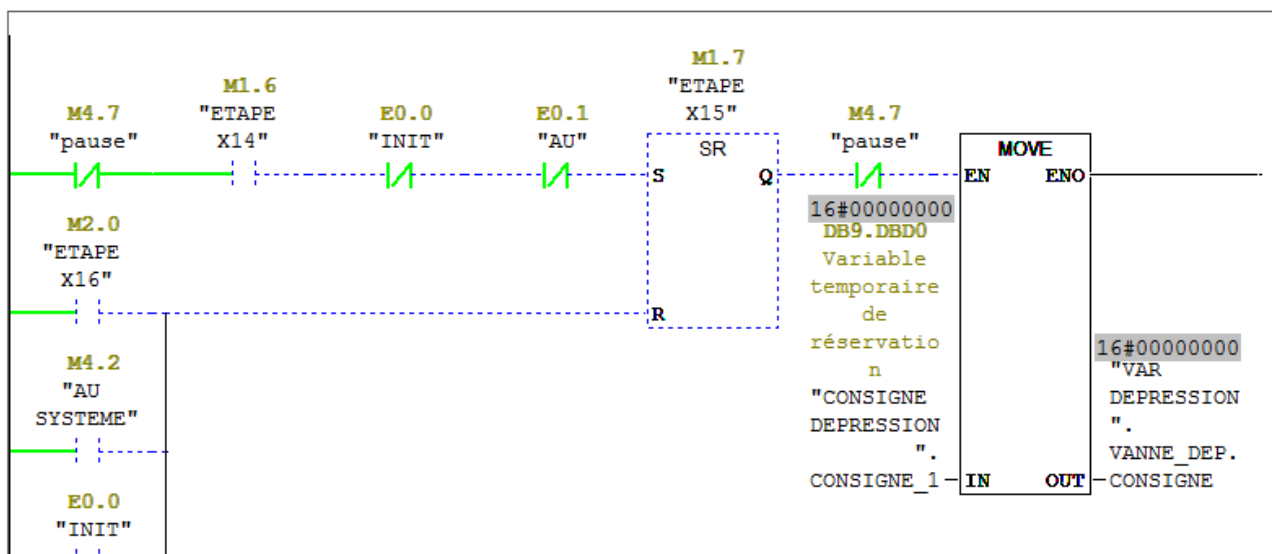 M1.7
"ETAPE
X15"
M1.6
"ETAPE
X14"
M4.7
"pause"
E0.0
"INIT"
E0.1
"AU"
SR
M4.7
"pause"
MOVE
S
Q
EN
ENO
16#00000000
DB9.DBD0
Variable
temporaire
de
réservatio
n
"CONSIGNE
DEPRESSION
".
CONSIGNE_1
IN
OUT
16#00000000
"VAR
DEPRESSION
".
VANNE_DEP.
CONSIGNE
M2.0
"ETAPE
X16"
R
M4.2
"AU
SYSTEME"
E0.0
"INIT"